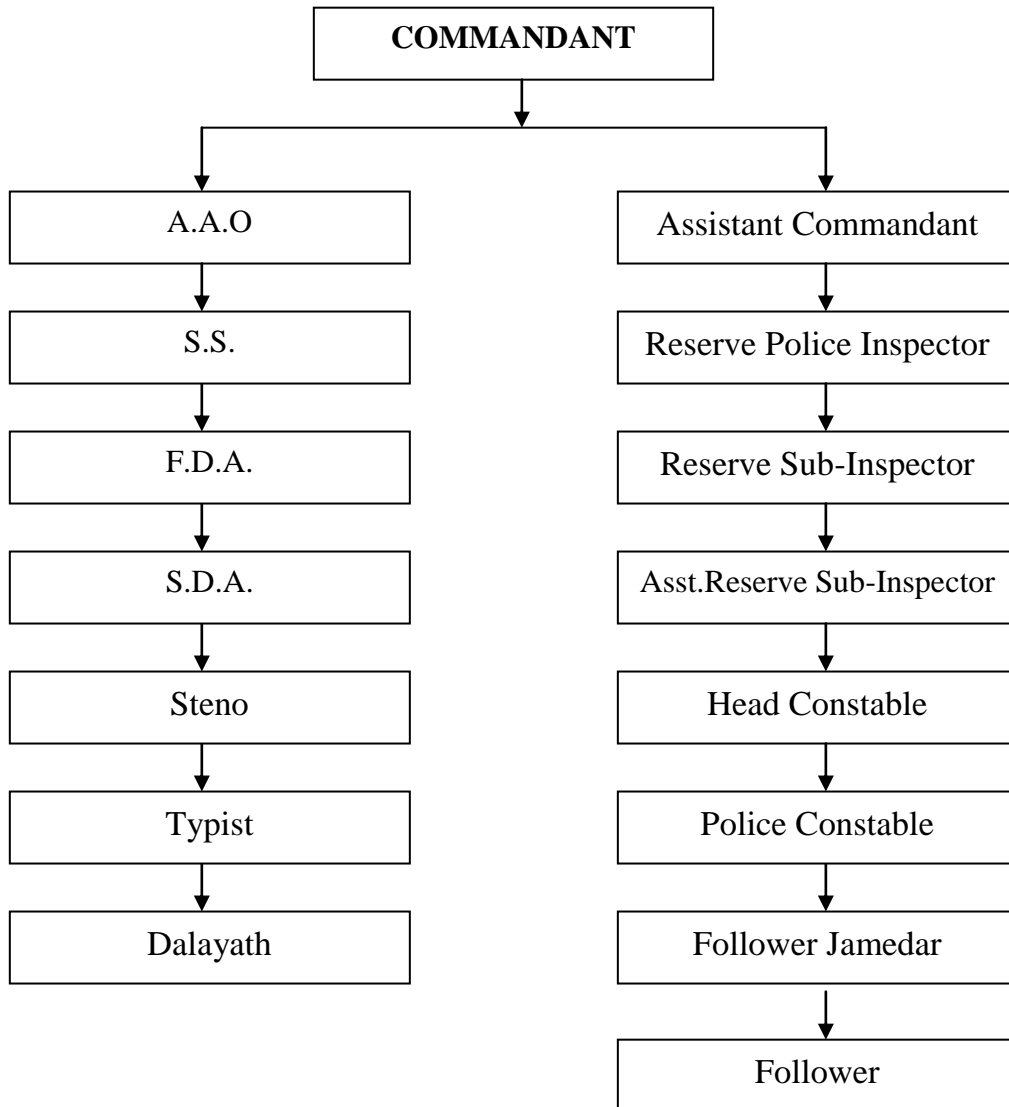 COMMANDANT
A.A.O
Assistant Commandant
S.S.
Reserve Police Inspector
F.D.A.
Reserve Sub-Inspector
S.D.A.
Asst.Reserve Sub-Inspector
Steno
Head Constable
Typist
Police Constable
Dalayath
Follower Jamedar
Follower